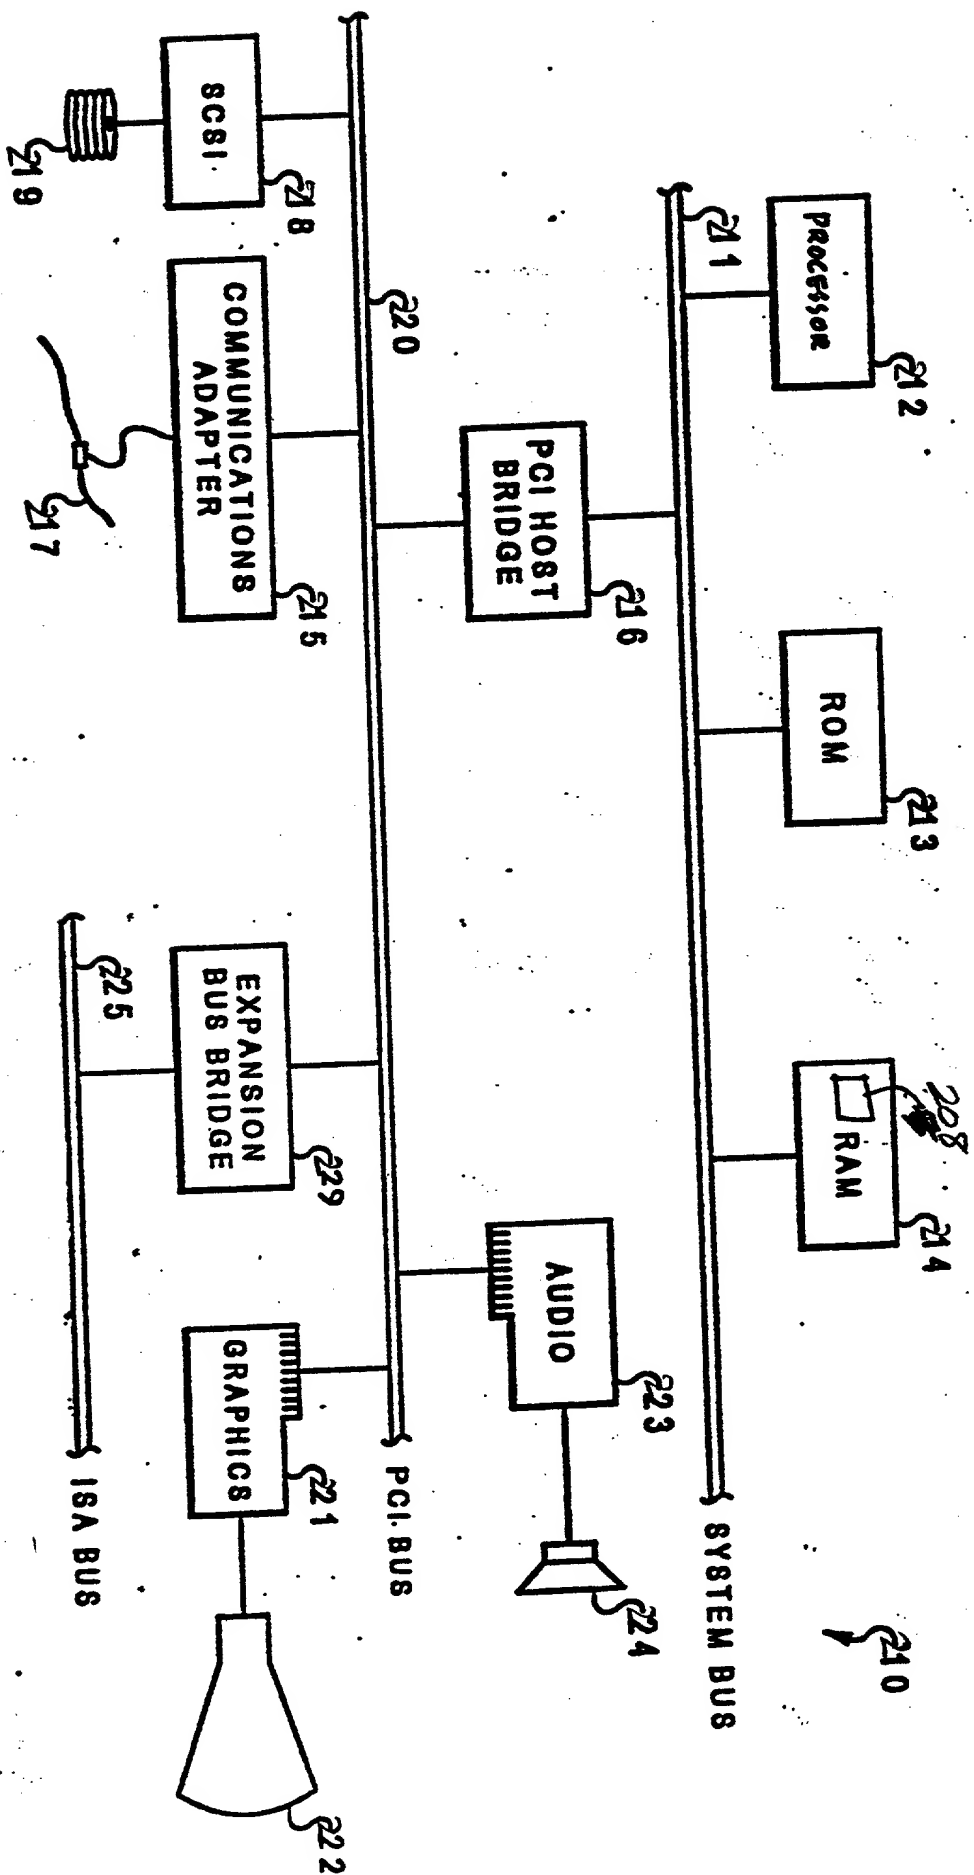 210
PROCESSOR
212
ROM
213
208
RAM
214
211
SYSTEM BUS
PCI HOST
BRIDGE
216
AUDIO
223
224
220
PCI BUS
SCSI
218
219
COMMUNICATIONS
ADAPTER
215
217
EXPANSION
BUS BRIDGE
229
GRAPHICS
221
222
225
ISA BUS